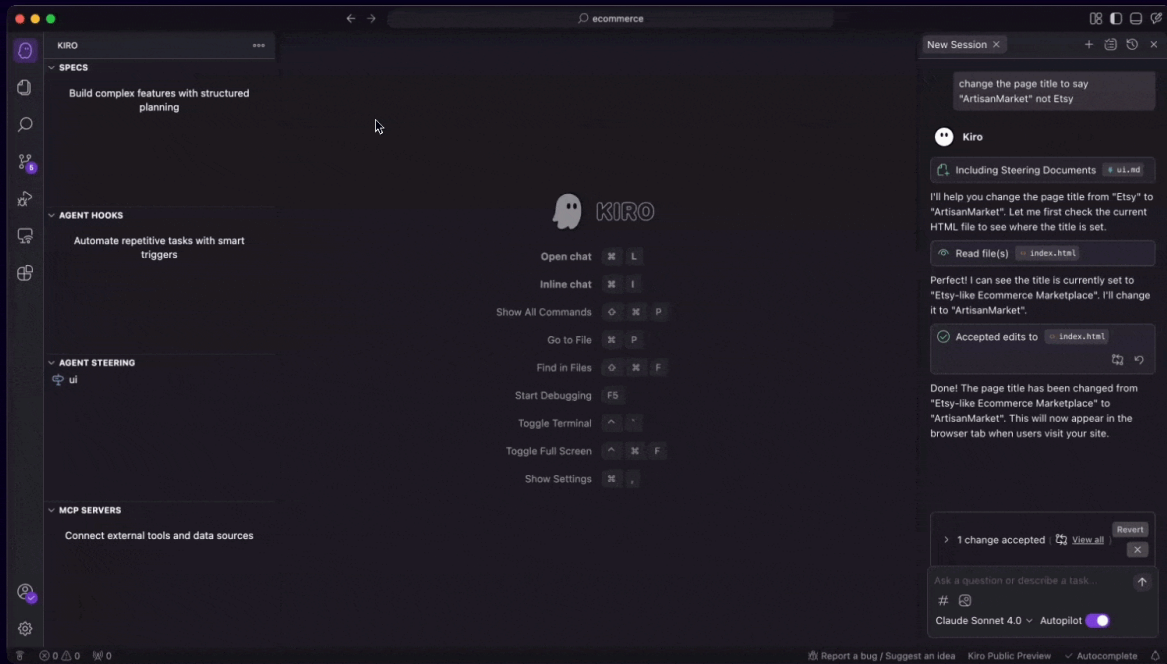 ecommerce
KIRO
SPECS
Build complex features with structured
planning
AGENT HOOKS
Automate repetitive tasks with smart
triggers
AGENT STEERING
ui
MCP SERVERS
Connect external tools and data sources
5
KIRO
Open chat ⌘ L
Inline chat ⌘ I
Show All Commands ⇧ ⌘ P
Go to File ⌘ P
Find in Files ⇧ ⌘ F
Start Debugging F5
Toggle Terminal ^ `
Toggle Full Screen ^ ⌘ F
Show Settings ⌘ ,
New Session
change the page title to say
"ArtisanMarket" not Etsy
Kiro
Including Steering Documents ui.md
I'll help you change the page title from "Etsy" to
"ArtisanMarket". Let me first check the current
HTML file to see where the title is set.
Read file(s) index.html
Perfect! I can see the title is currently set to
"Etsy-like Ecommerce Marketplace". I'll change
it to "ArtisanMarket".
Accepted edits to index.html
Done! The page title has been changed from
"Etsy-like Ecommerce Marketplace" to
"ArtisanMarket". This will now appear in the
browser tab when users visit your site.
Revert
1 change accepted View all
Ask a question or describe a task...
#
Claude Sonnet 4.0 Autopilot
0 0 0
Report a bug / Suggest an idea Kiro Public Preview Autocomplete